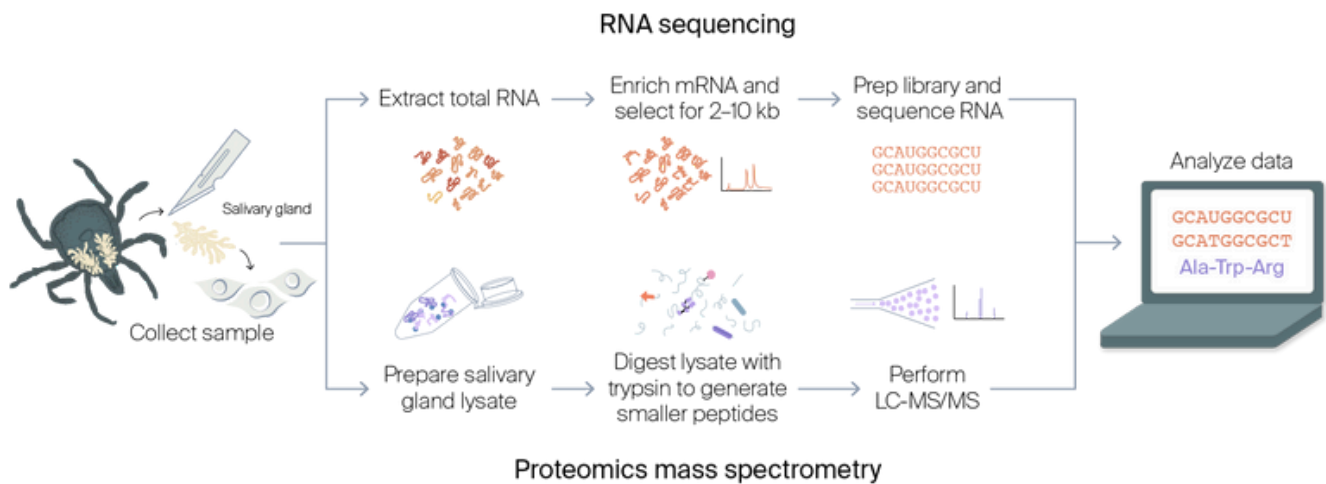 RNA sequencing
Extract total RNA
Enrich mRNA and
select for 2–10 kb
Prep library and
sequence RNA
GCAUGGCGCU
GCAUGGCGCU
GCAUGGCGCU
Salivary gland
Collect sample
Analyze data
GCAUGGCGCU
GCATGGCGCT
Ala-Trp-Arg
Prepare salivary
gland lysate
Digest lysate with
trypsin to generate
smaller peptides
Perform
LC-MS/MS
Proteomics mass spectrometry